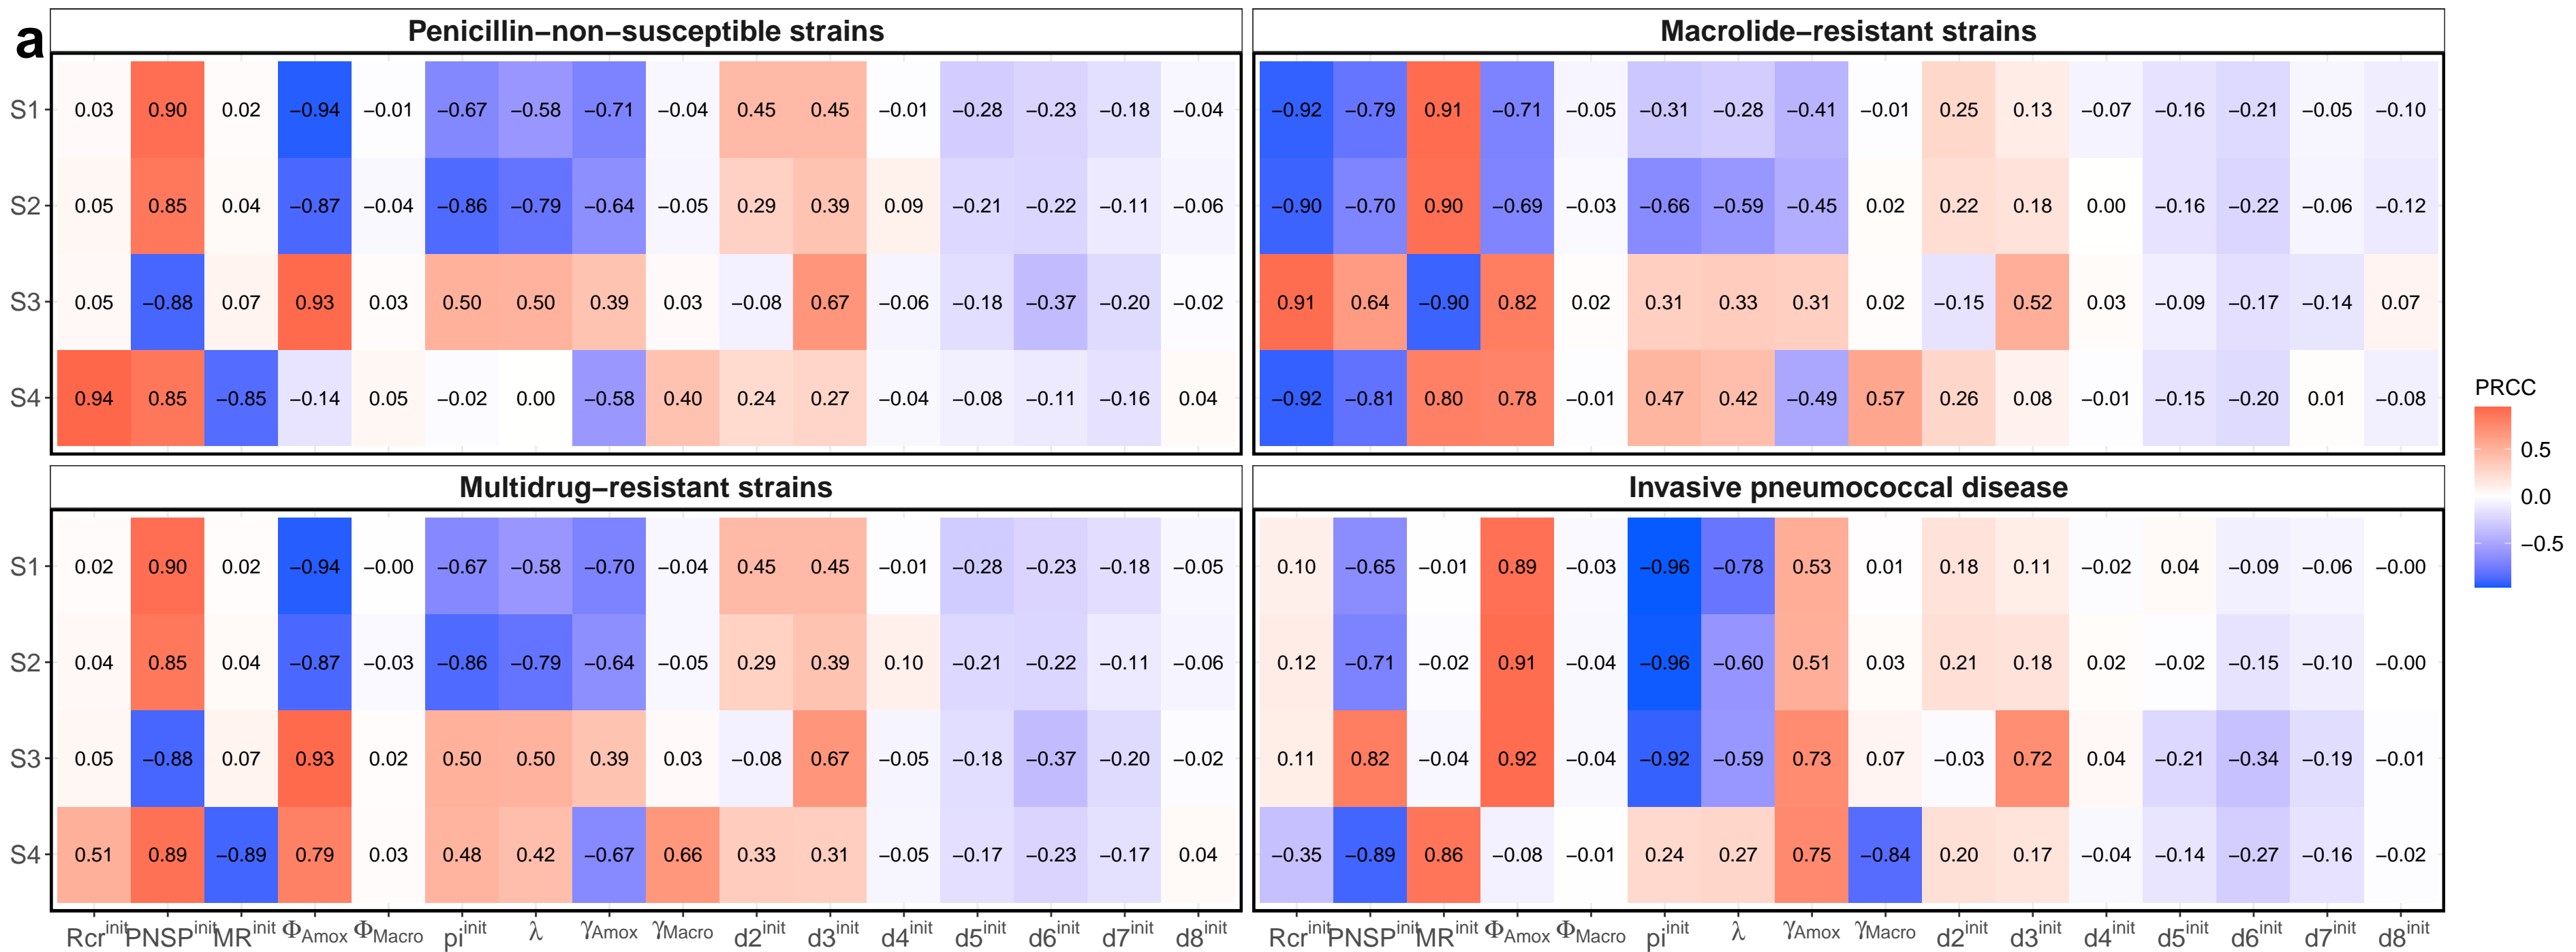 a
Penicillin–non–susceptible strains
Macrolide–resistant strains
S1 0.03 0.90 0.02 −0.94 −0.01 −0.67 −0.58 −0.71 −0.04 0.45 0.45 −0.01 −0.28 −0.23 −0.18 −0.04
−0.92 −0.79 0.91 −0.71 −0.05 −0.31 −0.28 −0.41 −0.01 0.25 0.13 −0.07 −0.16 −0.21 −0.05 −0.10
S2 0.05 0.85 0.04 −0.87 −0.04 −0.86 −0.79 −0.64 −0.05 0.29 0.39 0.09 −0.21 −0.22 −0.11 −0.06
−0.90 −0.70 0.90 −0.69 −0.03 −0.66 −0.59 −0.45 0.02 0.22 0.18 0.00 −0.16 −0.22 −0.06 −0.12
S3 0.05 −0.88 0.07 0.93 0.03 0.50 0.50 0.39 0.03 −0.08 0.67 −0.06 −0.18 −0.37 −0.20 −0.02
0.91 0.64 −0.90 0.82 0.02 0.31 0.33 0.31 0.02 −0.15 0.52 0.03 −0.09 −0.17 −0.14 0.07
S4 0.94 0.85 −0.85 −0.14 0.05 −0.02 0.00 −0.58 0.40 0.24 0.27 −0.04 −0.08 −0.11 −0.16 0.04
−0.92 −0.81 0.80 0.78 −0.01 0.47 0.42 −0.49 0.57 0.26 0.08 −0.01 −0.15 −0.20 0.01 −0.08
Multidrug–resistant strains
Invasive pneumococcal disease
S1 0.02 0.90 0.02 −0.94 −0.00 −0.67 −0.58 −0.70 −0.04 0.45 0.45 −0.01 −0.28 −0.23 −0.18 −0.05
0.10 −0.65 −0.01 0.89 −0.03 −0.96 −0.78 0.53 0.01 0.18 0.11 −0.02 0.04 −0.09 −0.06 −0.00
S2 0.04 0.85 0.04 −0.87 −0.03 −0.86 −0.79 −0.64 −0.05 0.29 0.39 0.10 −0.21 −0.22 −0.11 −0.06
0.12 −0.71 −0.02 0.91 −0.04 −0.96 −0.60 0.51 0.03 0.21 0.18 0.02 −0.02 −0.15 −0.10 −0.00
S3 0.05 −0.88 0.07 0.93 0.02 0.50 0.50 0.39 0.03 −0.08 0.67 −0.05 −0.18 −0.37 −0.20 −0.02
0.11 0.82 −0.04 0.92 −0.04 −0.92 −0.59 0.73 0.07 −0.03 0.72 0.04 −0.21 −0.34 −0.19 −0.01
S4 0.51 0.89 −0.89 0.79 0.03 0.48 0.42 −0.67 0.66 0.33 0.31 −0.05 −0.17 −0.23 −0.17 0.04
−0.35 −0.89 0.86 −0.08 −0.01 0.24 0.27 0.75 −0.84 0.20 0.17 −0.04 −0.14 −0.27 −0.16 −0.02
Rcr^init PNSP^init MR^init Φ_Amox Φ_Macro pi^init λ γ_Amox γ_Macro d2^init d3^init d4^init d5^init d6^init d7^init d8^init
Rcr^init PNSP^init MR^init Φ_Amox Φ_Macro pi^init λ γ_Amox γ_Macro d2^init d3^init d4^init d5^init d6^init d7^init d8^init
PRCC
0.5
0.0
−0.5